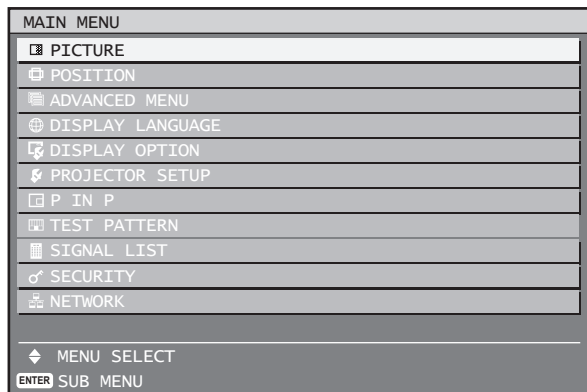 MAIN MENU
PICTURE
POSITION
ADVANCED MENU
DISPLAY LANGUAGE
DISPLAY OPTION
PROJECTOR SETUP
P IN P
TEST PATTERN
SIGNAL LIST
SECURITY
NETWORK
MENU SELECT
ENTER SUB MENU